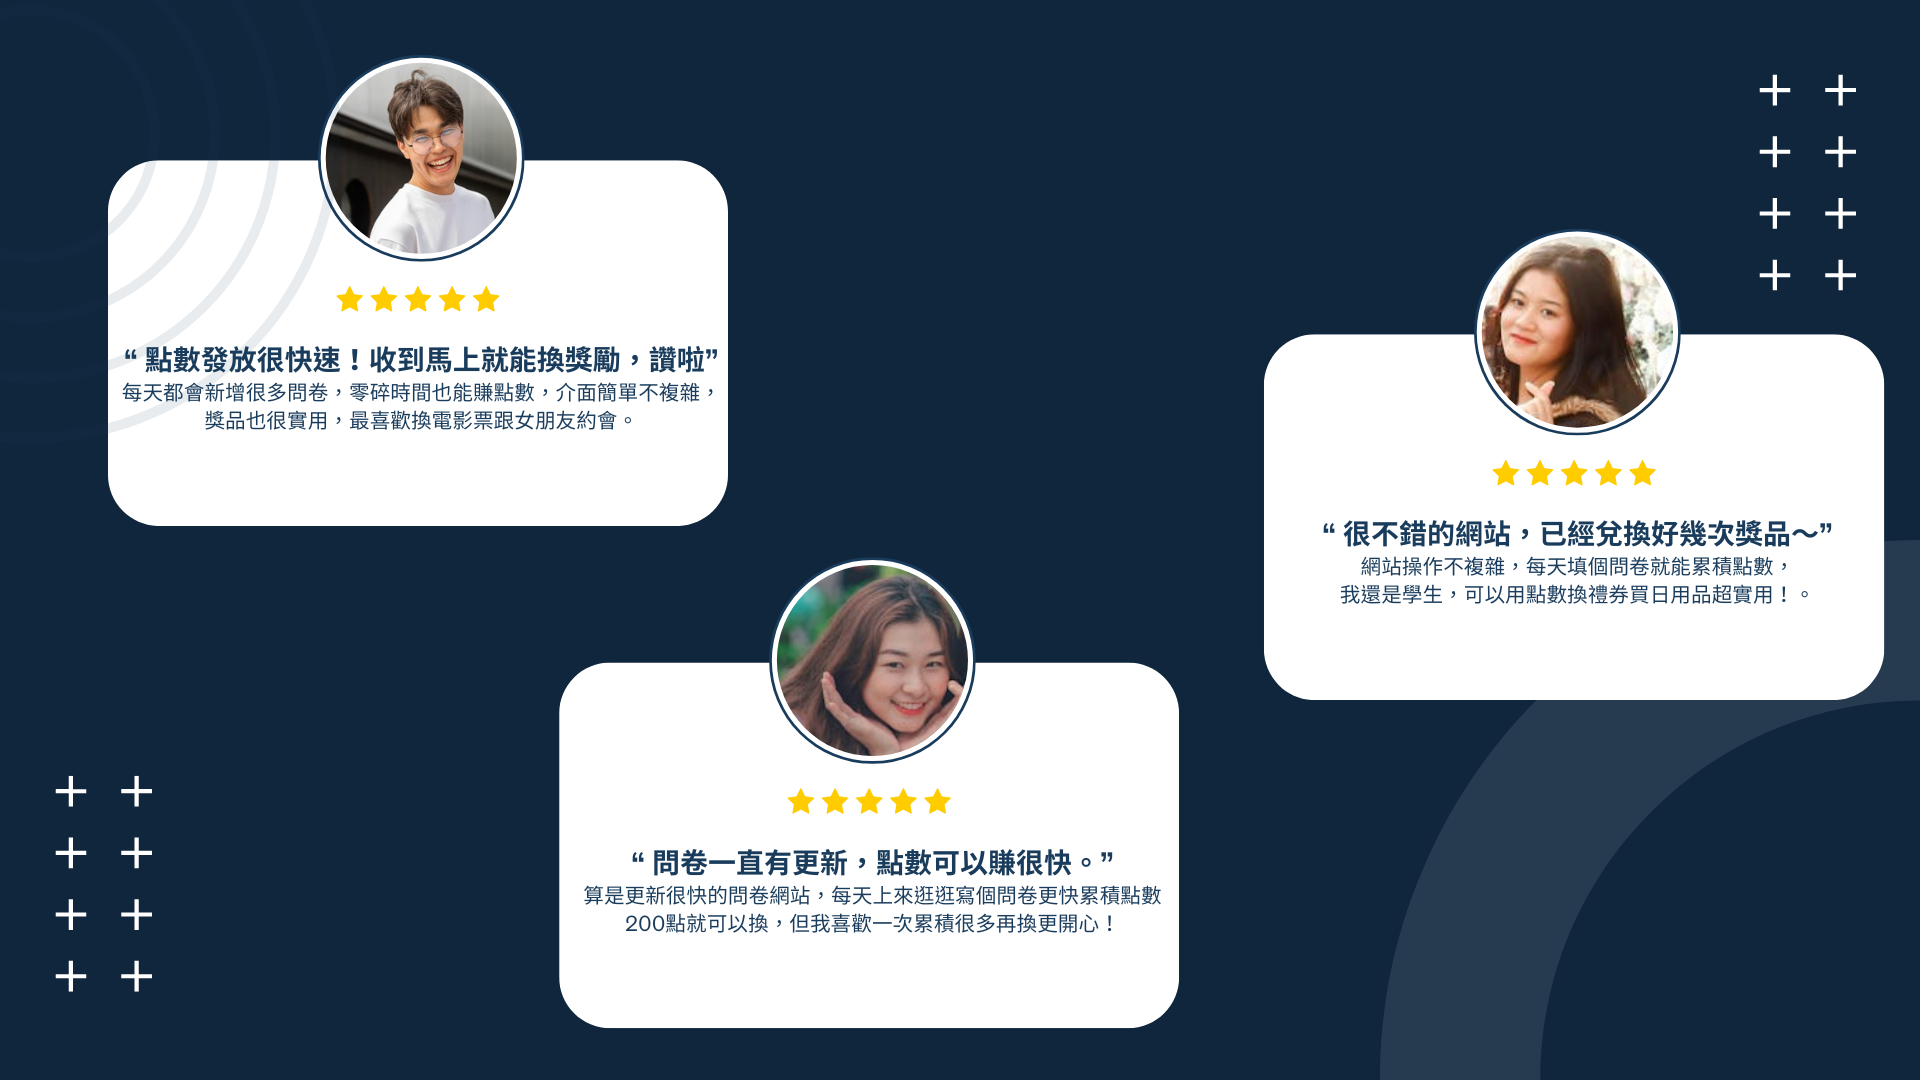 “ 點數發放很快速！收到馬上就能換獎勵，讚啦”
每天都會新增很多問卷，零碎時間也能賺點數，介面簡單不複雜，
獎品也很實用，最喜歡換電影票跟女朋友約會。
“ 很不錯的網站，已經兌換好幾次獎品～”
網站操作不複雜，每天填個問卷就能累積點數，
我還是學生，可以用點數換禮券買日用品超實用！。
“ 問卷一直有更新，點數可以賺很快。”
算是更新很快的問卷網站，每天上來逛逛寫個問卷更快累積點數
200點就可以換，但我喜歡一次累積很多再換更開心！